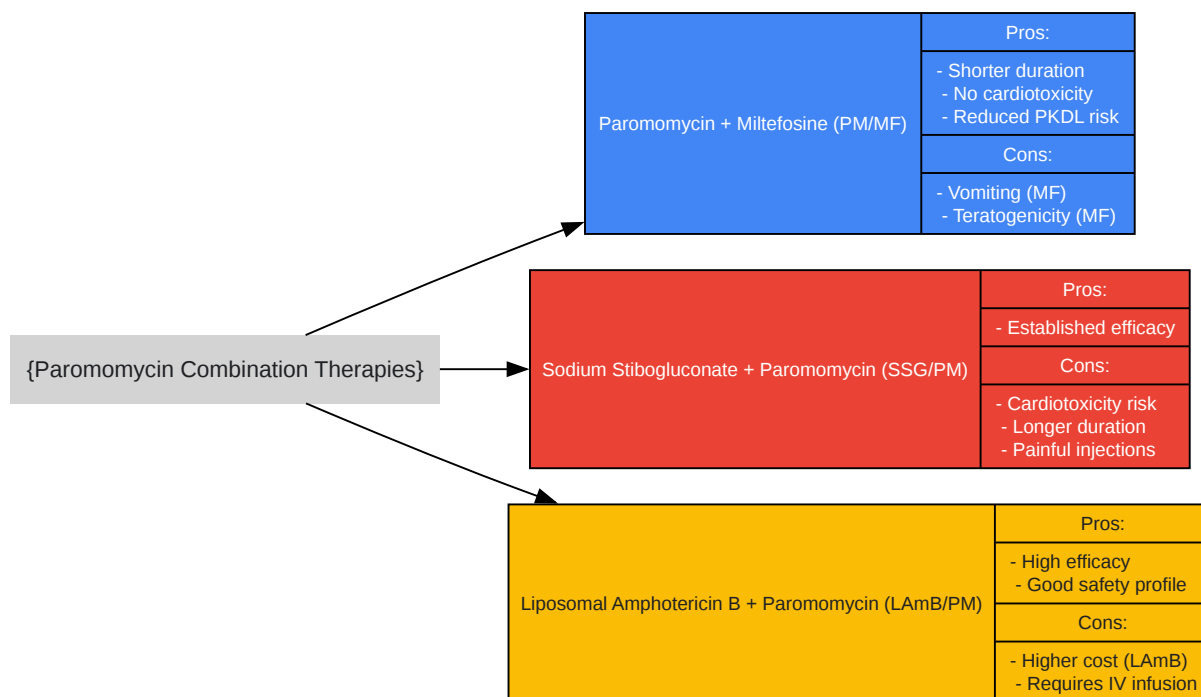 {Paromomycin Combination Therapies}
Paromomycin + Miltefosine (PM/MF)
Pros:
- Shorter duration
- No cardiotoxicity
- Reduced PKDL risk
Cons:
- Vomiting (MF)
- Teratogenicity (MF)
Sodium Stibogluconate + Paromomycin (SSG/PM)
Pros:
- Established efficacy
Cons:
- Cardiotoxicity risk
- Longer duration
- Painful injections
Liposomal Amphotericin B + Paromomycin (LAmB/PM)
Pros:
- High efficacy
- Good safety profile
Cons:
- Higher cost (LAmB)
- Requires IV infusion